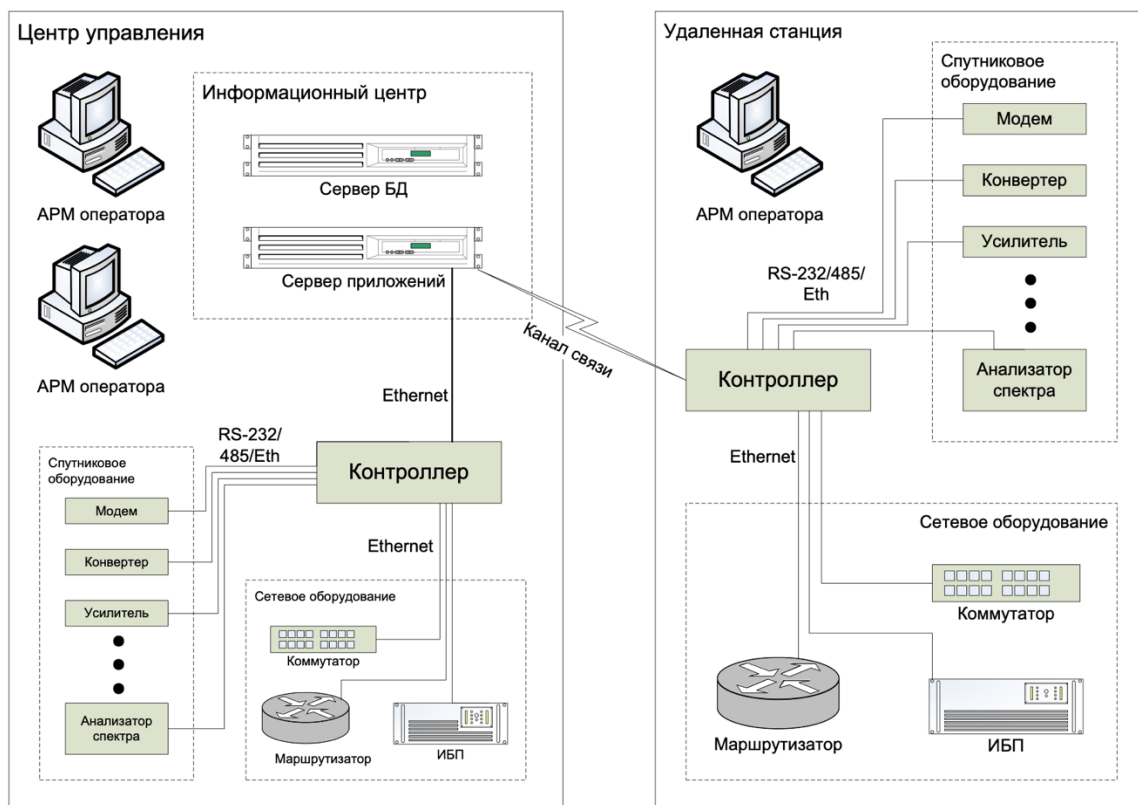 Центр управления
Информационный центр
Сервер БД
Сервер приложений
АРМ оператора
АРМ оператора
Канал связи
Ethernet
RS-232/
485/Eth
Контроллер
Ethernet
Спутниковое
оборудование
Модем
Конвертер
Усилитель
Анализатор
спектра
Сетевое оборудование
Коммутатор
Маршрутизатор
ИБП
Удаленная станция
АРМ оператора
Спутниковое
оборудование
Модем
Конвертер
Усилитель
Анализатор
спектра
RS-232/485/
Eth
Контроллер
Ethernet
Сетевое оборудование
Коммутатор
Маршрутизатор
ИБП